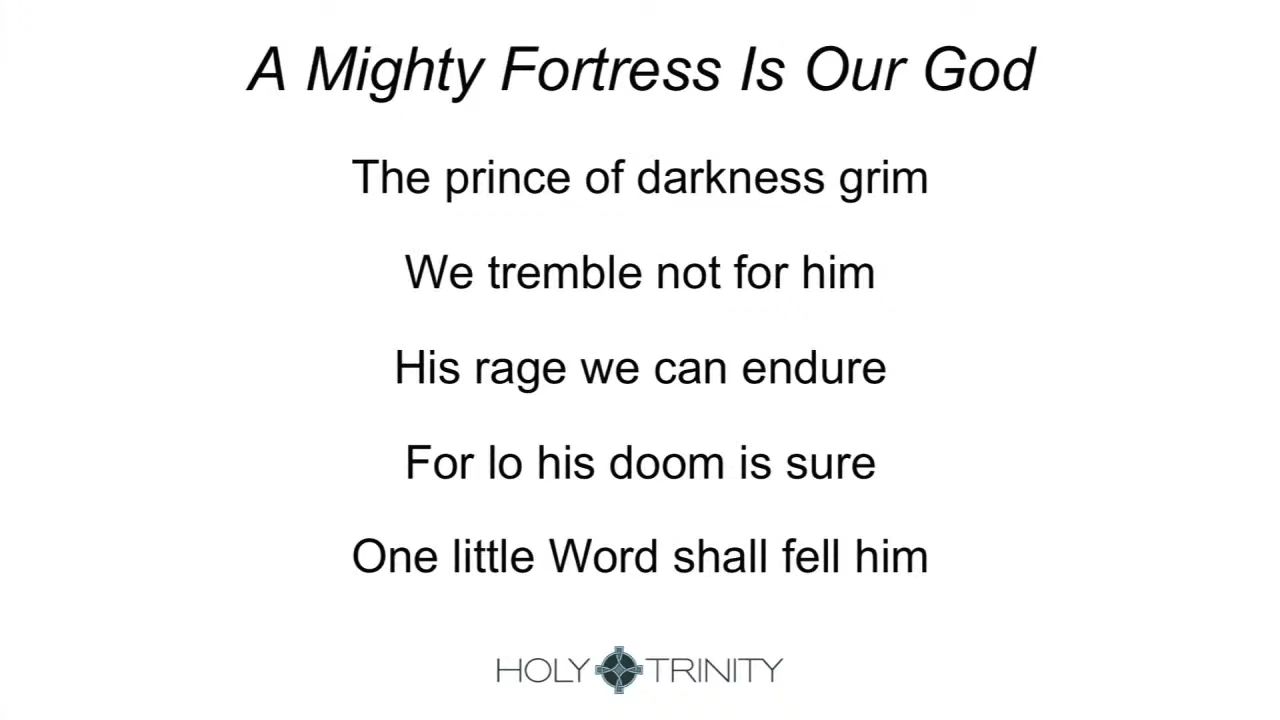 A Mighty Fortress Is Our God
The prince of darkness grim
We tremble not for him
His rage we can endure
For lo his doom is sure
One little Word shall fell him
HOLY TRINITY